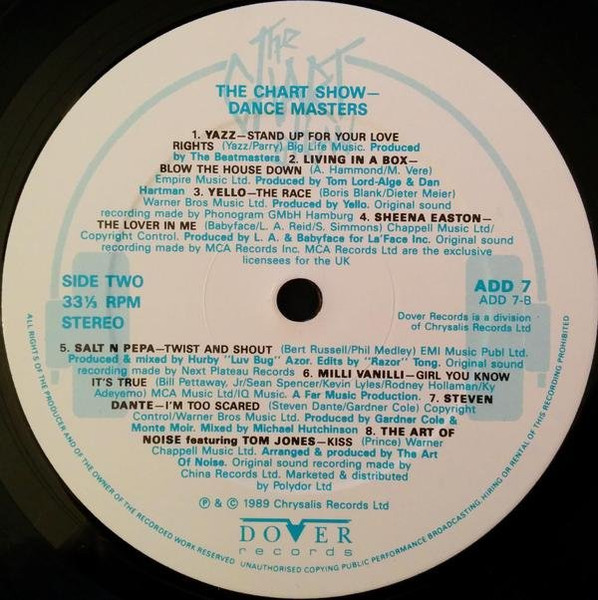 The
CHART
THE CHART SHOW—
DANCE MASTERS
1. YAZZ—STAND UP FOR YOUR LOVE
RIGHTS (Yazz/Parry) Big Life Music. Produced
by The Beatmasters 2. LIVING IN A BOX—
BLOW THE HOUSE DOWN (A. Hammond/M. Vere)
Empire Music Ltd. Produced by Tom Lord-Alge & Dan
Hartman 3. YELLO—THE RACE (Boris Blank/Dieter Meier)
Warner Bros Music Ltd. Produced by Yello. Original sound
recording made by Phonogram GMbH Hamburg 4. SHEENA EASTON—
THE LOVER IN ME (Babyface/L. A. Reid/S. Simmons) Chappell Music Ltd/
Copyright Control. Produced by L. A. & Babyface for La'Face Inc. Original sound
recording made by MCA Records Inc. MCA Records Ltd are the exclusive
licensees for the UK
SIDE TWO
33⅓ RPM
STEREO
ADD 7
ADD 7-B
Dover Records is a division
of Chrysalis Records Ltd
5. SALT N PEPA—TWIST AND SHOUT (Bert Russell/Phil Medley) EMI Music Publ Ltd.
Produced & mixed by Hurby "Luv Bug" Azor. Edits by "Razor" Tong. Original sound
recording made by Next Plateau Records 6. MILLI VANILLI—GIRL YOU KNOW
IT'S TRUE (Bill Pettaway, Jr/Sean Spencer/Kevin Lyles/Rodney Hollaman/Ky
Adeyamo) MCA Music Ltd/IQ Music. A Far Music Production. 7. STEVEN
DANTE—I'M TOO SCARED (Steven Dante/Gardner Cole) Copyright
Control/Warner Bros Music Ltd. Produced by Gardner Cole &
Monte Moir. Mixed by Michael Hutchinson 8. THE ART OF
NOISE featuring TOM JONES—KISS (Prince) Warner
Chappell Music Ltd. Arranged & produced by The Art
Of Noise. Original sound recording made by
China Records Ltd. Marketed & distributed
by Polydor Ltd
℗ & © 1989 Chrysalis Records Ltd
DOVER
records
ALL RIGHTS OF THE PRODUCER AND OF THE OWNER OF THE RECORDED WORK RESERVED UNAUTHORISED COPYING PUBLIC PERFORMANCE BROADCASTING, HIRING OR RENTAL OF THIS RECORDING PROHIBITED